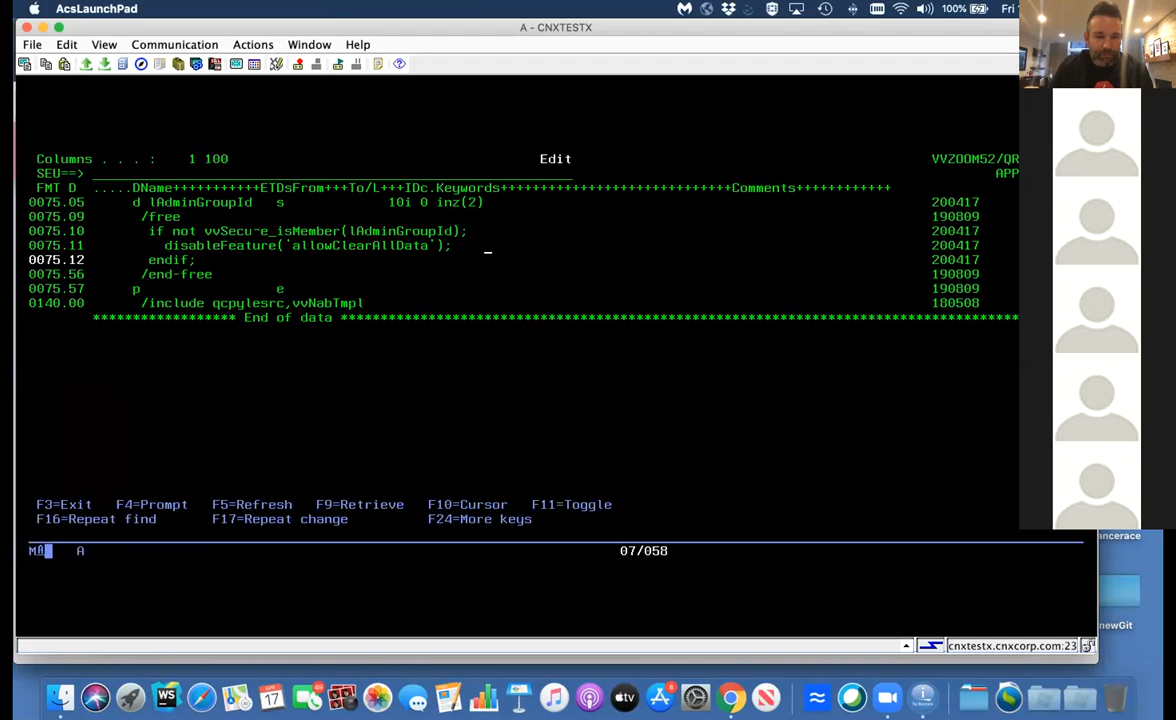 AcsLaunchPad
100%
Fri
A - CNXTESTX
File Edit View Communication Actions Window Help
Columns . . . : 1 100 Edit VVZOOM52/QR
SEU==> APP
FMT D .....DName+++++++++++ETDsFrom+++To/L+++IDc.Keywords+++++++++++++++++++++++++++++Comments++++++++++++
0075.05 d lAdminGroupId s 10i 0 inz(2) 200417
0075.09 /free 190809
0075.10 if not vvSecure_isMember(lAdminGroupId); 200417
0075.11 disableFeature('allowClearAllData'); 200417
0075.12 endif; 200417
0075.56 /end-free 190809
0075.57 p e 190809
0140.00 /include qcpylesrc,vvNabTmpl 180508
****************** End of data *************************************************************************************
F3=Exit F4=Prompt F5=Refresh F9=Retrieve F10=Cursor F11=Toggle
F16=Repeat find F17=Repeat change F24=More keys
A 07/058
ancerace
newGit
cnxtestx.cnxcorp.com:23